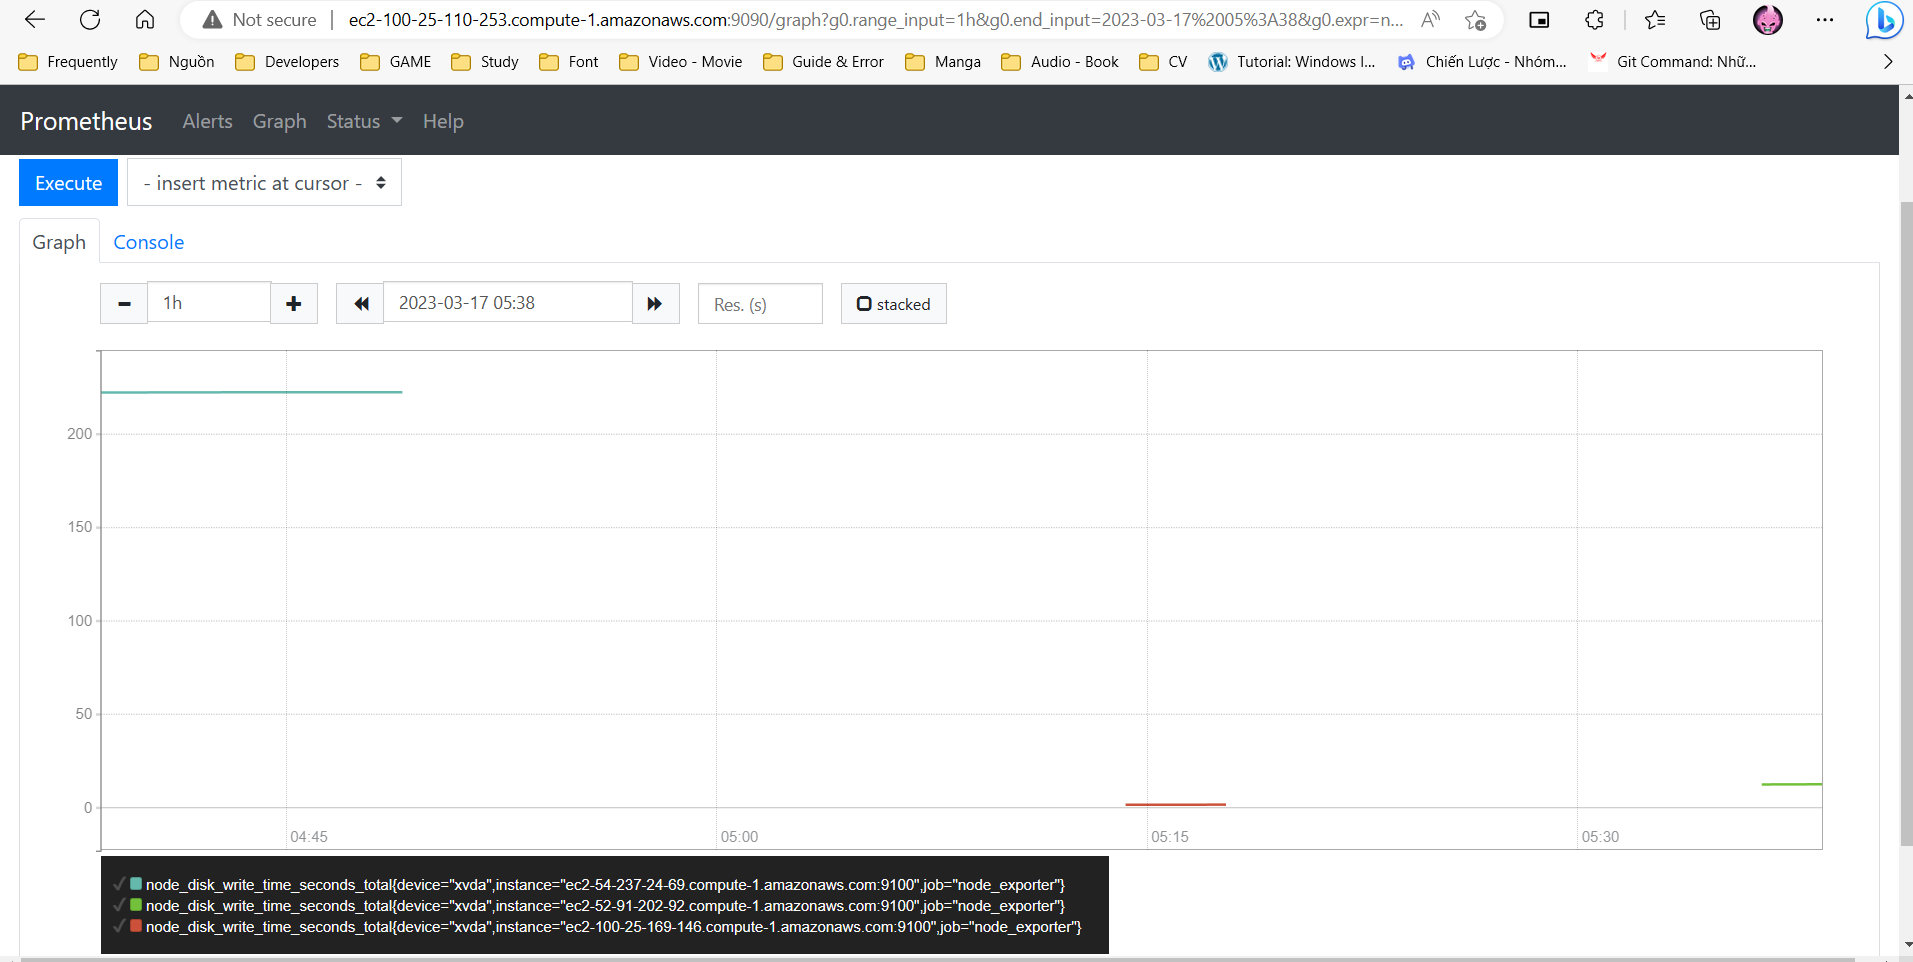 Not secure | ec2-100-25-110-253.compute-1.amazonaws.com:9090/graph?g0.range_input=1h&g0.end_input=2023-03-17%2005%3A38&g0.expr=n...
Frequently Nguồn Developers GAME Study Font Video - Movie Guide & Error Manga Audio - Book CV Tutorial: Windows I... Chiến Lược - Nhóm... Git Command: Nhữ...
Prometheus Alerts Graph Status Help
Execute - insert metric at cursor -
Graph Console
1h 2023-03-17 05:38 Res. (s) stacked
200
150
100
50
0
04:45 05:00 05:15 05:30
node_disk_write_time_seconds_total{device="xvda",instance="ec2-54-237-24-69.compute-1.amazonaws.com:9100",job="node_exporter"}
node_disk_write_time_seconds_total{device="xvda",instance="ec2-52-91-202-92.compute-1.amazonaws.com:9100",job="node_exporter"}
node_disk_write_time_seconds_total{device="xvda",instance="ec2-100-25-169-146.compute-1.amazonaws.com:9100",job="node_exporter"}